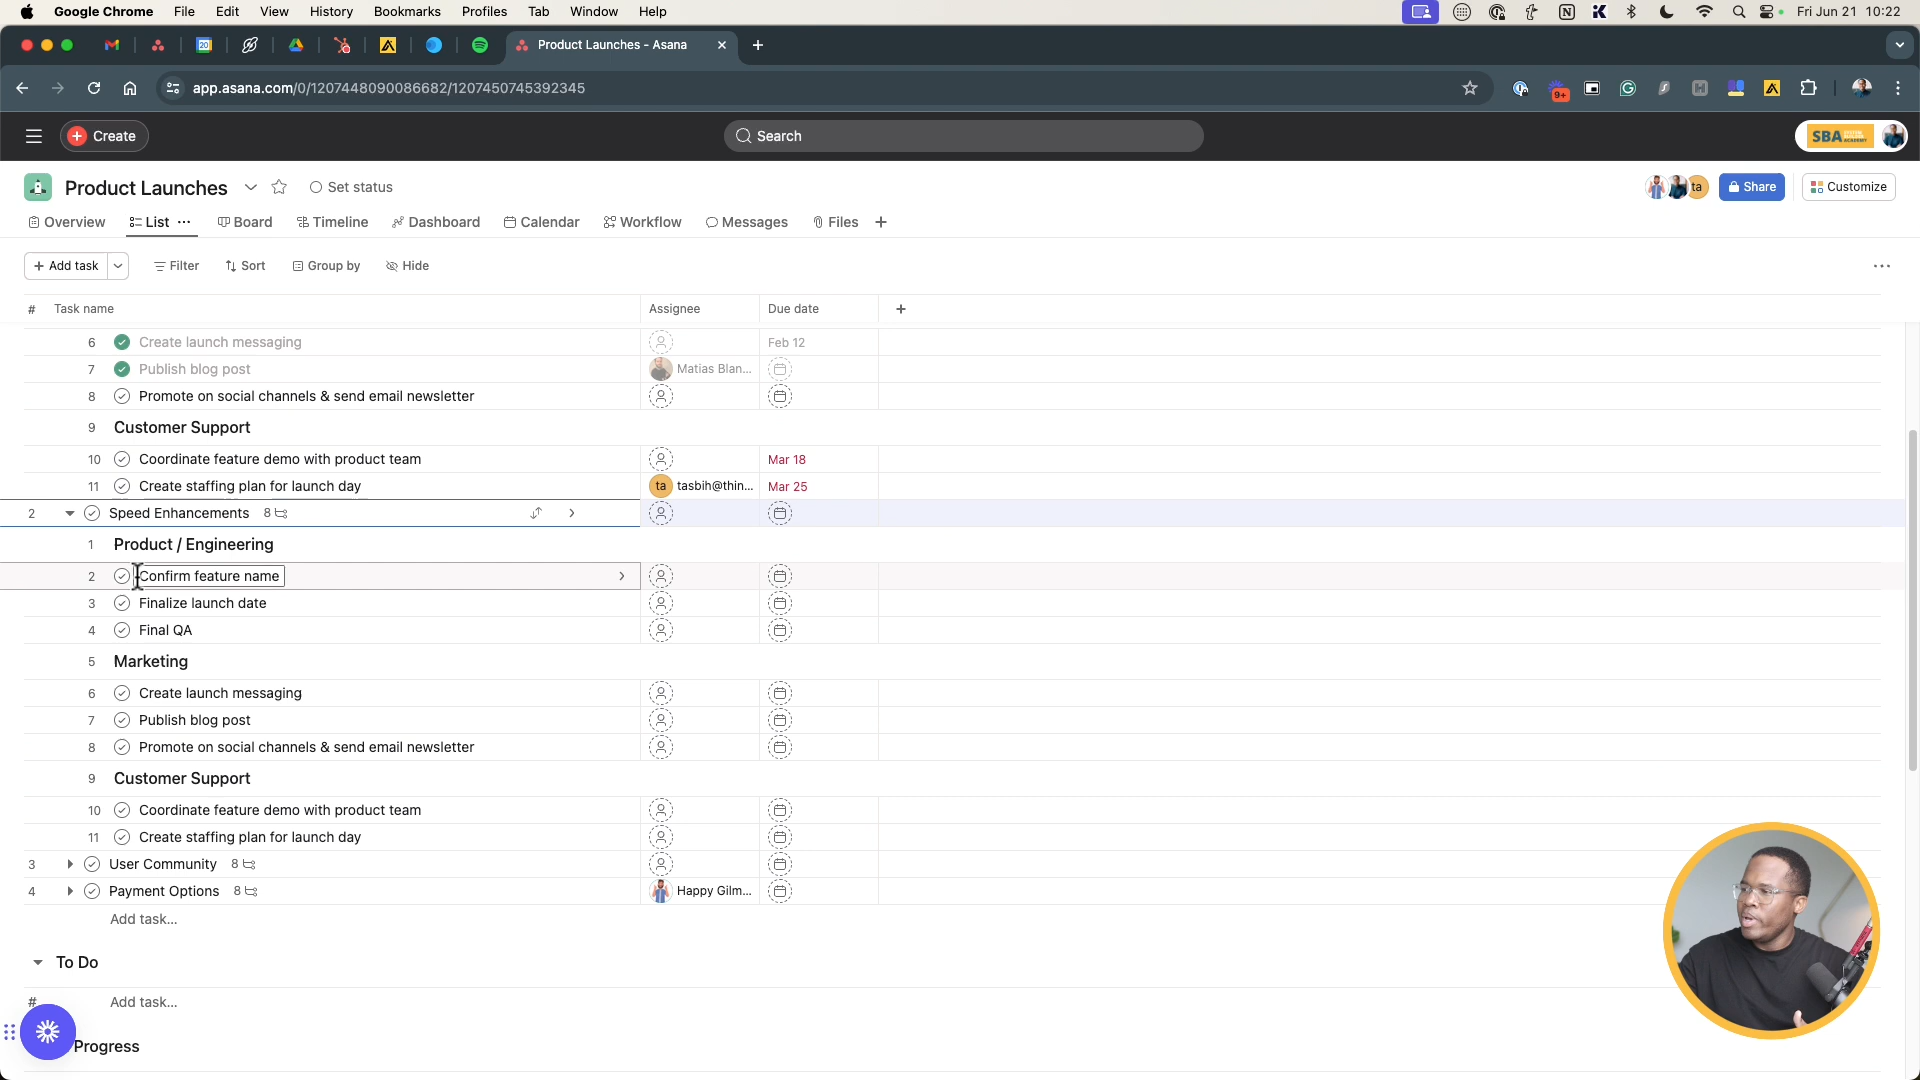 Google Chrome File Edit View History Bookmarks Profiles Tab Window Help Fri Jun 21 10:22
Product Launches - Asana
app.asana.com/0/1207448090086682/1207450745392345
9+
Create Search SBA
Product Launches Set status ta Share Customize
Overview List Board Timeline Dashboard Calendar Workflow Messages Files
Add task Filter Sort Group by Hide
# Task name Assignee Due date
6 Create launch messaging Feb 12
7 Publish blog post Matias Blan...
8 Promote on social channels & send email newsletter
9 Customer Support
10 Coordinate feature demo with product team Mar 18
11 Create staffing plan for launch day ta tasbih@thin... Mar 25
2 Speed Enhancements 8
1 Product / Engineering
2 Confirm feature name
3 Finalize launch date
4 Final QA
5 Marketing
6 Create launch messaging
7 Publish blog post
8 Promote on social channels & send email newsletter
9 Customer Support
10 Coordinate feature demo with product team
11 Create staffing plan for launch day
3 User Community 8
4 Payment Options 8 Happy Gilm...
Add task...
To Do
# Add task...
Progress